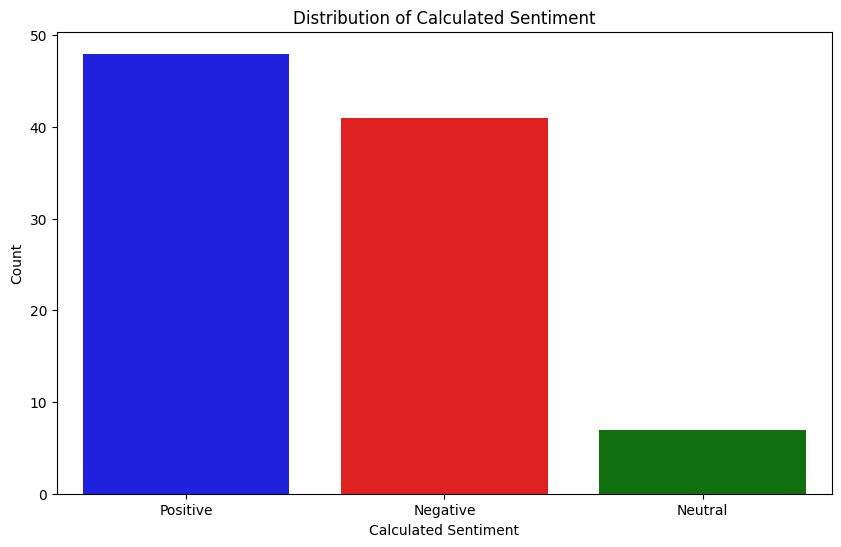 Distribution of Calculated Sentiment
50
40
30
20
10
0
Count
Positive Negative Neutral
Calculated Sentiment